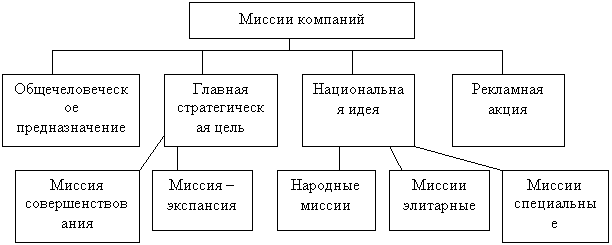 Миссии компаний
Общечеловеческ
ое
предназначение
Главная
стратегическ
ая цель
Национальна
я идея
Рекламная
акция
Миссия
совершенствов
ания
Миссия –
экспансия
Народные
миссии
Миссии
элитарные
Миссии
специальны
е